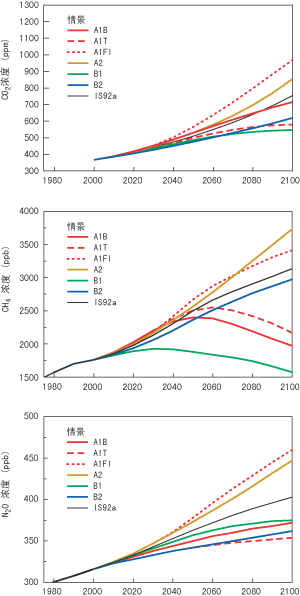 1300
1200
1100
1000
900
800
700
600
500
400
300
CO2浓度 (ppm)
情景
A1B
A1T
A1FI
A2
B1
B2
IS92a
1980 2000 2020 2040 2060 2080 2100
4000
3500
3000
2500
2000
1500
CH4 浓度 (ppb)
情景
A1B
A1T
A1FI
A2
B1
B2
IS92a
1980 2000 2020 2040 2060 2080 2100
500
450
400
350
300
N2O 浓度 (ppb)
情景
A1B
A1T
A1FI
A2
B1
B2
IS92a
1980 2000 2020 2040 2060 2080 2100